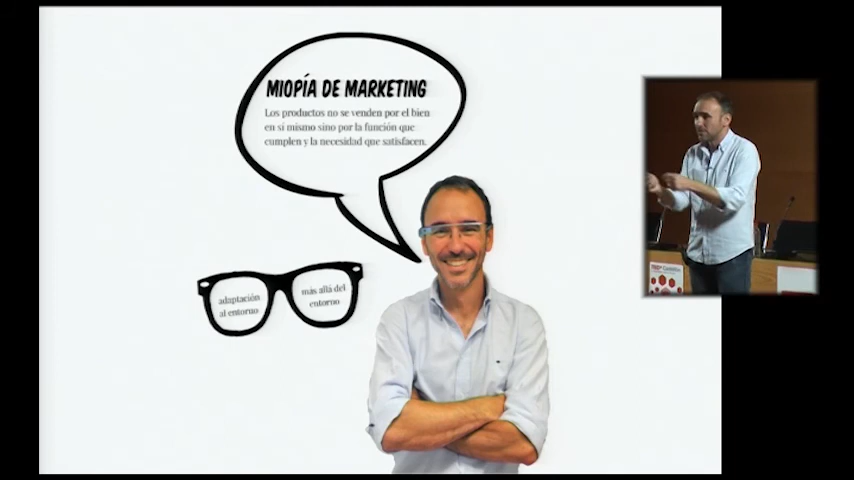 MIOPÍA DE MARKETING
Los productos no se venden por el bien
en si mismo sino por la función que
cumplen y la necesidad que satisfacen.
adaptación
al entorno
más allá del
entorno